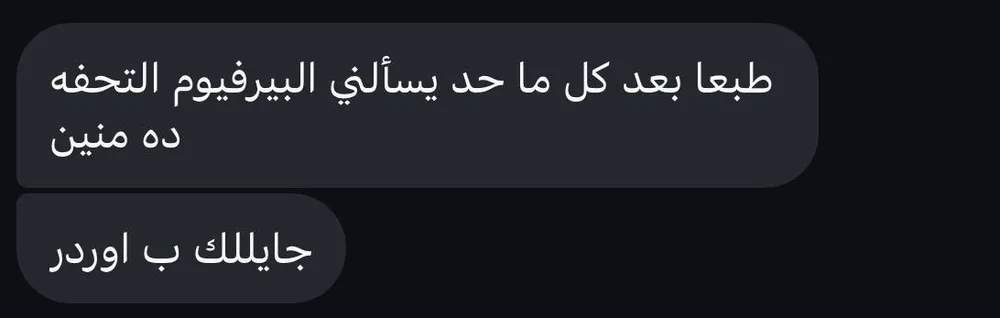 طبعا بعد كل ما حد يسألني البيرفيوم التحفه
ده منين
جايللك ب اوردر